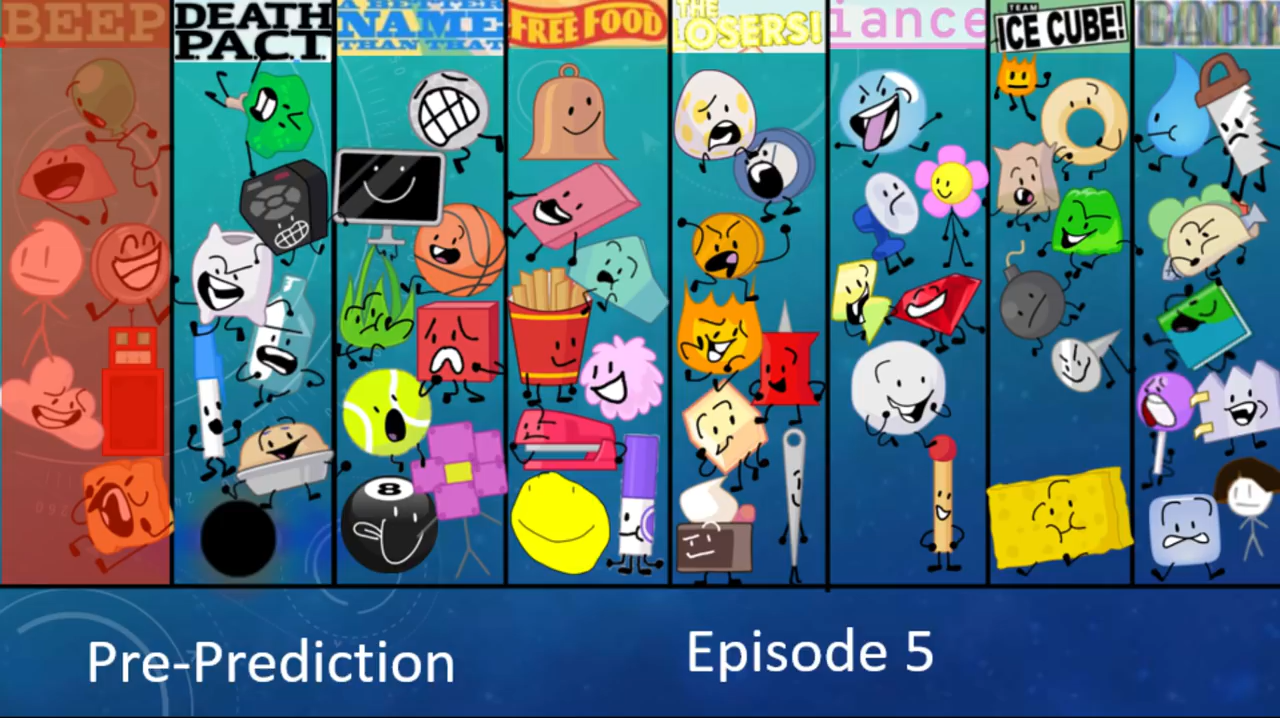 BEEP
DEATH
P.A.C.T.
A BETTER
NAME
THAN THAT
FREE FOOD
THE
LOSERS!
iance
TEAM
ICE CUBE!
8
Pre-Prediction
Episode 5